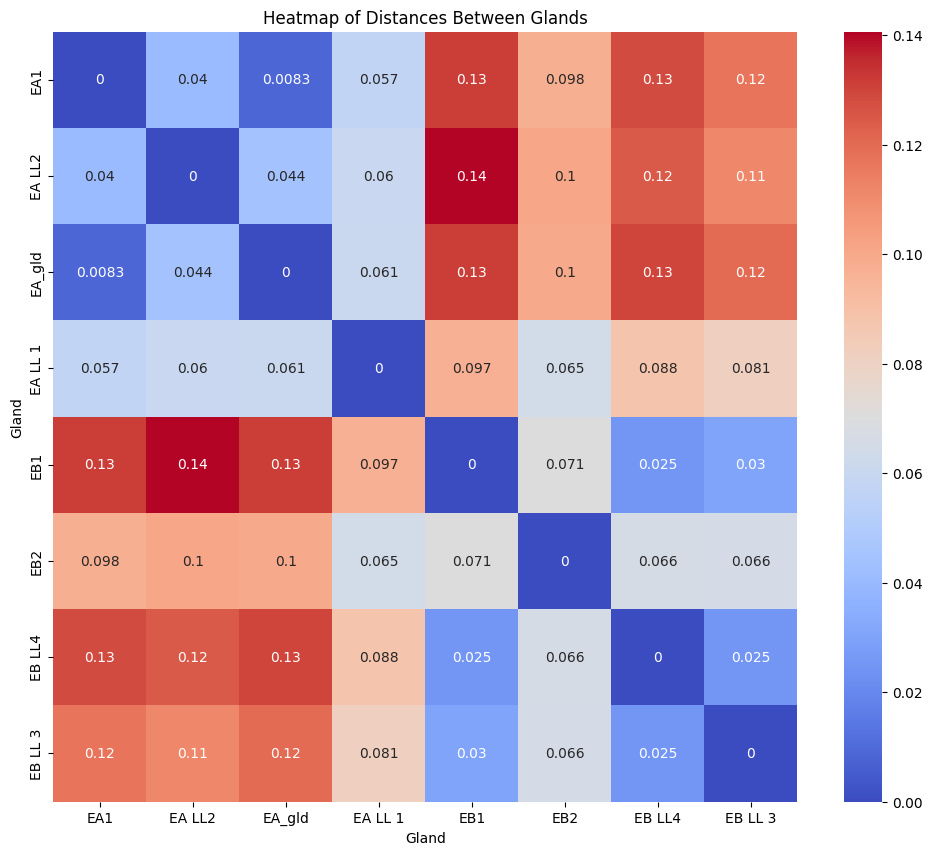 Heatmap of Distances Between Glands
EA1 0 0.04 0.0083 0.057 0.13 0.098 0.13 0.12
EA LL2 0.04 0 0.044 0.06 0.14 0.1 0.12 0.11
EA_gld 0.0083 0.044 0 0.061 0.13 0.1 0.13 0.12
EA LL 1 0.057 0.06 0.061 0 0.097 0.065 0.088 0.081
EB1 0.13 0.14 0.13 0.097 0 0.071 0.025 0.03
EB2 0.098 0.1 0.1 0.065 0.071 0 0.066 0.066
EB LL4 0.13 0.12 0.13 0.088 0.025 0.066 0 0.025
EB LL 3 0.12 0.11 0.12 0.081 0.03 0.066 0.025 0
Gland
EA1 EA LL2 EA_gld EA LL 1 EB1 EB2 EB LL4 EB LL 3
Gland
0.14
0.12
0.10
0.08
0.06
0.04
0.02
0.00